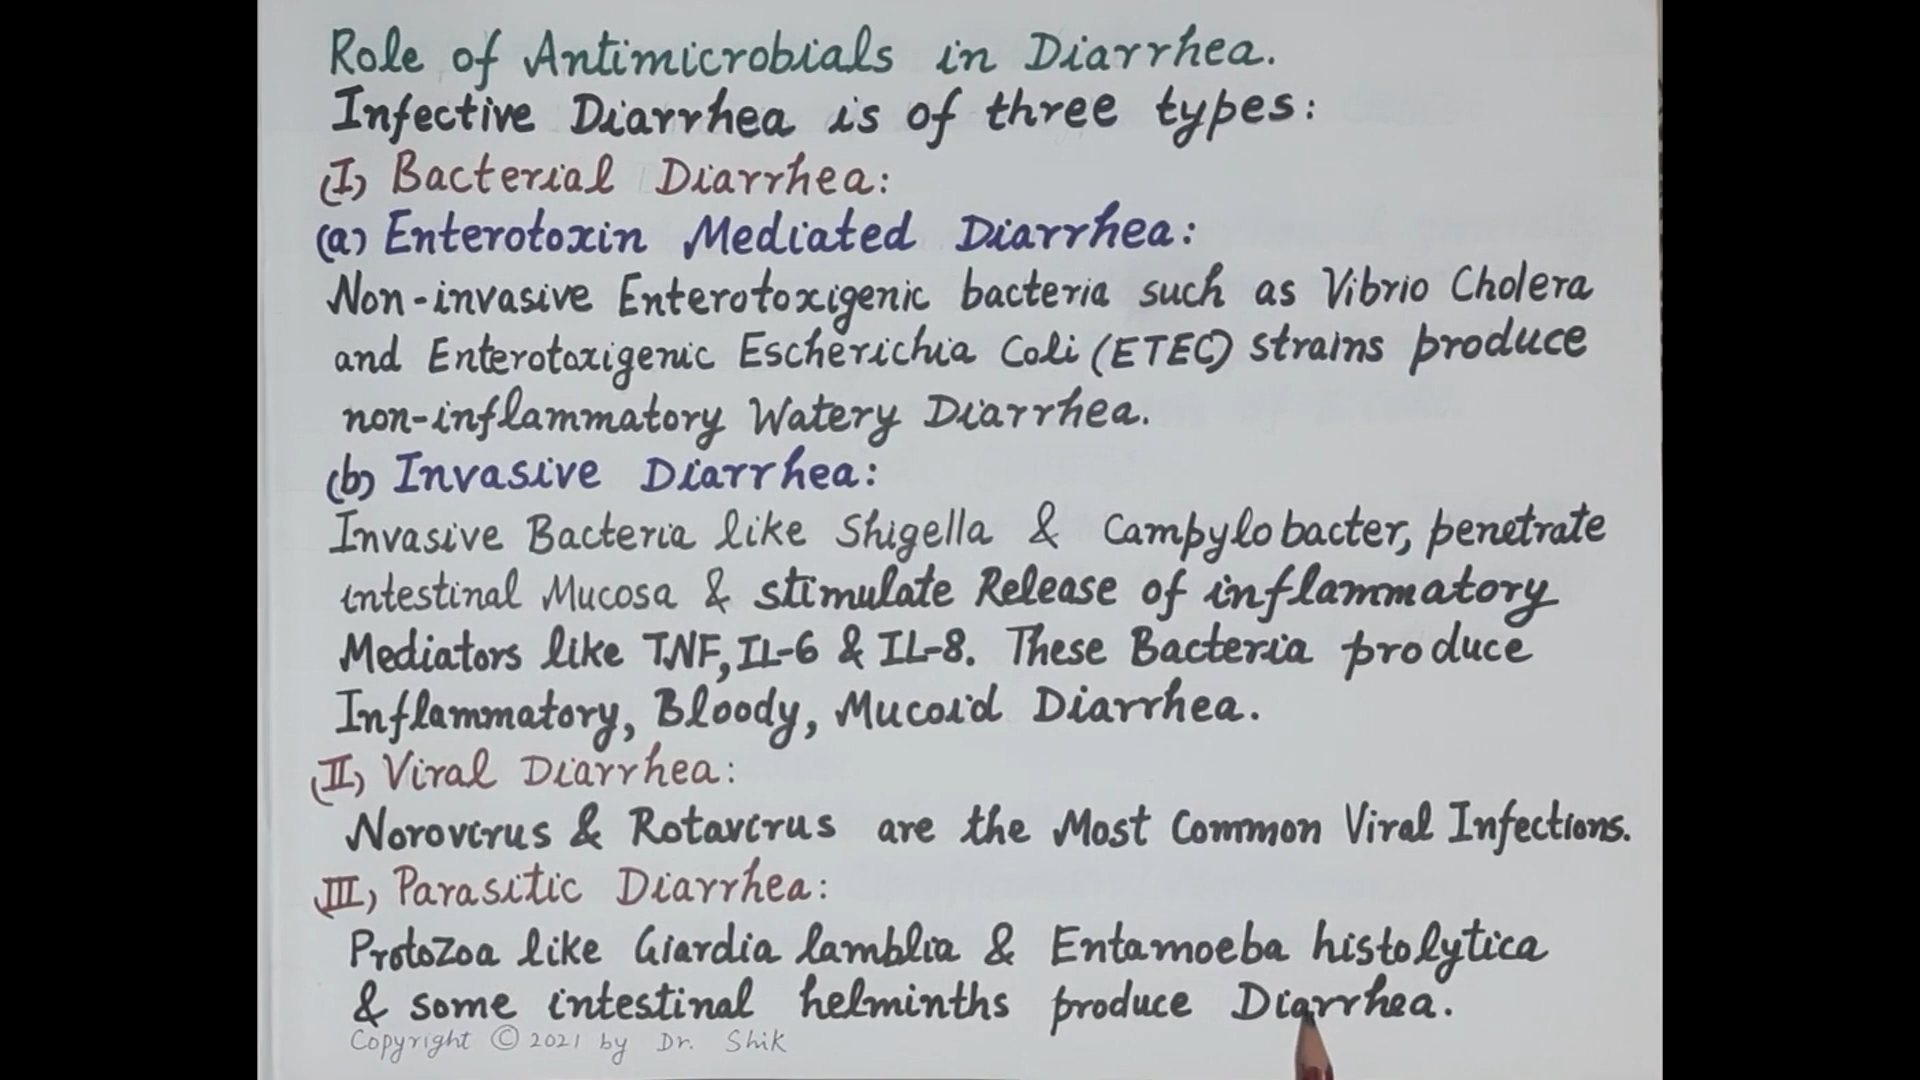 Role of Antimicrobials in Diarrhea.
Infective Diarrhea is of three types:
(I) Bacterial Diarrhea:
(a) Enterotoxin Mediated Diarrhea:
Non-invasive Enterotoxigenic bacteria such as Vibrio Cholera
and Enterotoxigenic Escherichia Coli (ETEC) strains produce
non-inflammatory Watery Diarrhea.
(b) Invasive Diarrhea:
Invasive Bacteria like Shigella & Campylobacter, penetrate
intestinal Mucosa & stimulate Release of inflammatory
Mediators like TNF, IL-6 & IL-8. These Bacteria produce
Inflammatory, Bloody, Mucoid Diarrhea.
(II) Viral Diarrhea:
Norovirus & Rotavirus are the Most Common Viral Infections.
(III) Parasitic Diarrhea:
Protozoa like Giardia lamblia & Entamoeba histolytica
& some intestinal helminths produce Diarrhea.
Copyright © 2021 by Dr. Shik